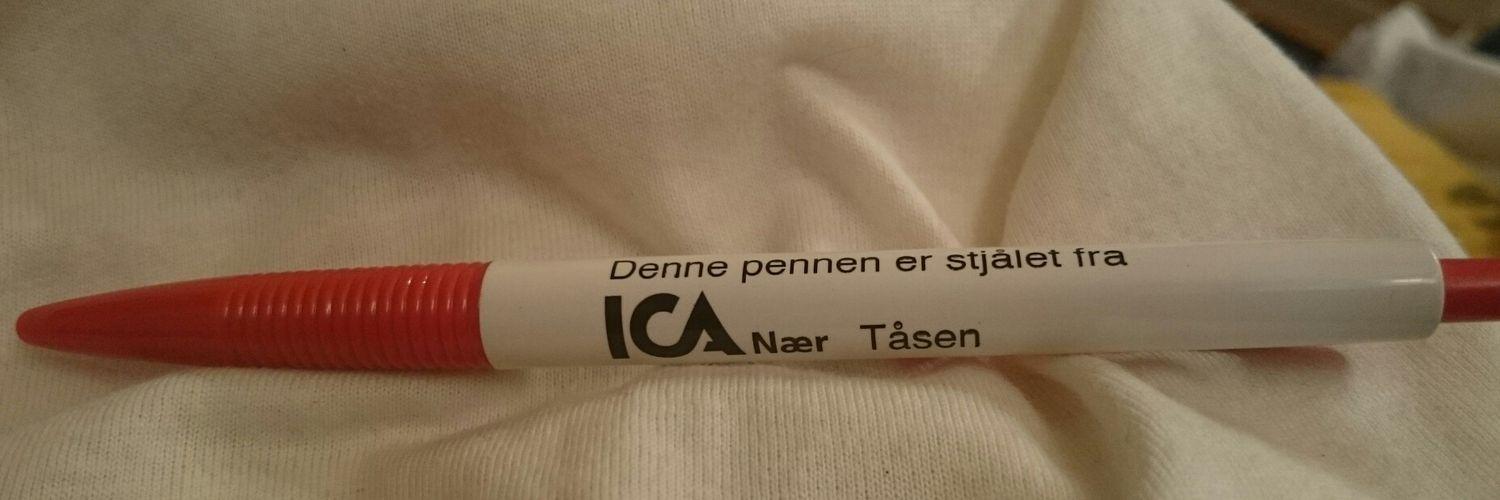 Denne pennen er stjålet fra
ICA Nær Tåsen